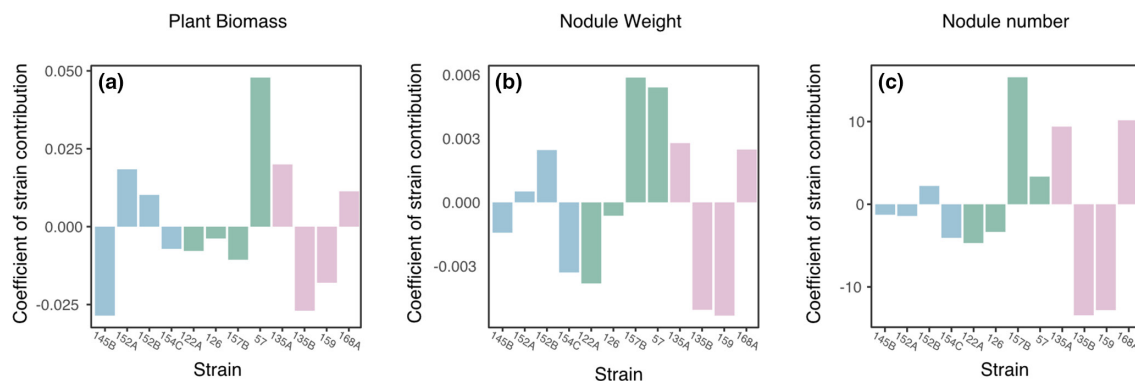 Plant Biomass
Nodule Weight
Nodule number
(a)
(b)
(c)
Coefficient of strain contribution
0.050
0.025
0.000
-0.025
145B 152A 152B 154C 122A 126 157B 57 135A 135B 159 168A
Strain
Coefficient of strain contribution
0.006
0.003
0.000
-0.003
145B 152A 152B 154C 122A 126 157B 57 135A 135B 159 168A
Strain
Coefficient of strain contribution
10
0
-10
145B 152A 152B 154C 122A 126 157B 57 135A 135B 159 168A
Strain